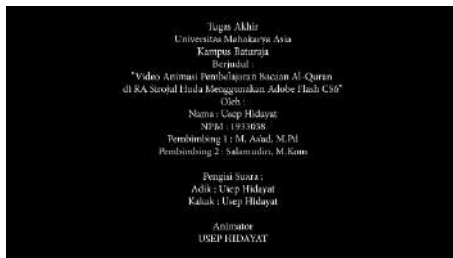 Tugas Akhir
Universitas Mahakarya Asia
Kampus Baturaja
Berjudul :
"Video Animasi Pembelajaran Bacaan Al-Quran
di RA Sirojul Huda Menggunakan Adobe Flash CS6"
Oleh :
Nama : Usep Hidayat
NPM : 1933038
Pembimbing 1 : M. As'ad, M.Pd
Pembimbing 2 : Salamudin, M.Kom
Pengisi Suara :
Adik : Usep Hidayat
Kakak : Usep Hidayat
Animator
USEP HIDAYAT